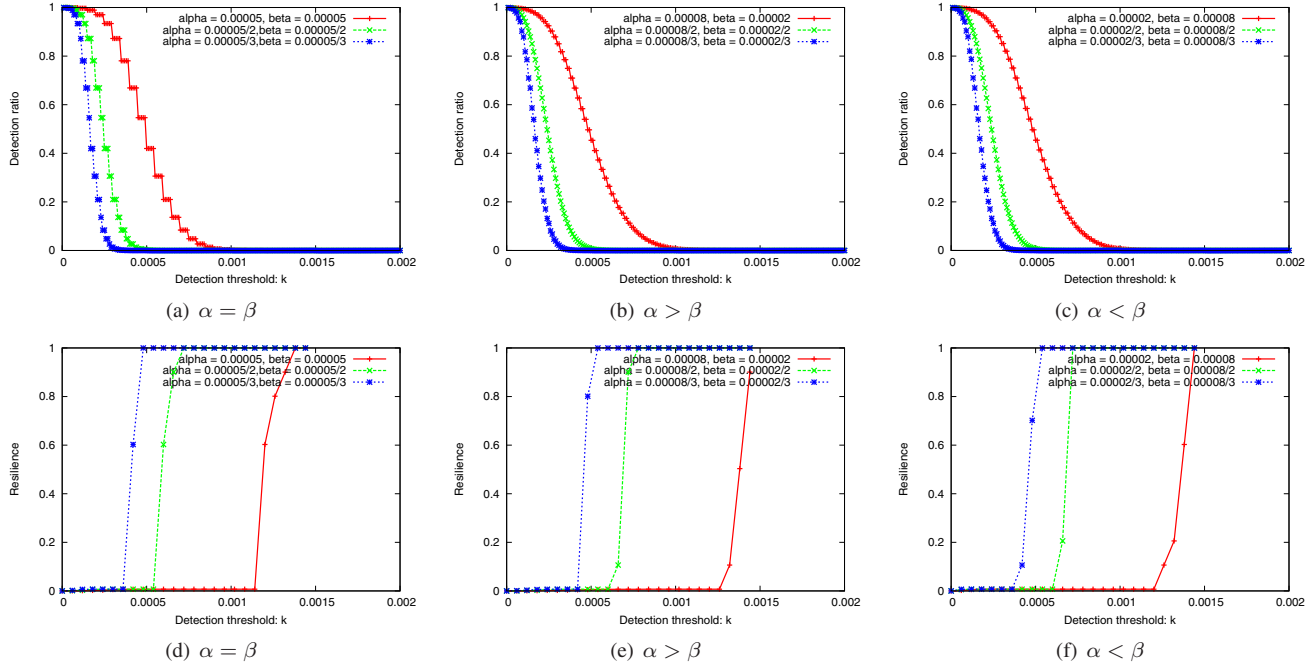 1
0.8
0.6
0.4
0.2
0
Detection ratio
alpha = 0.00005, beta = 0.00005
alpha = 0.00005/2,beta = 0.00005/2
alpha = 0.00005/3,beta = 0.00005/3
0 0.0005 0.001 0.0015 0.002
Detection threshold: k
(a) α = β
1
0.8
0.6
0.4
0.2
0
Detection ratio
alpha = 0.00008, beta = 0.00002
alpha = 0.00008/2, beta = 0.00002/2
alpha = 0.00008/3, beta = 0.00002/3
0 0.0005 0.001 0.0015 0.002
Detection threshold: k
(b) α > β
1
0.8
0.6
0.4
0.2
0
Detection ratio
alpha = 0.00002, beta = 0.00008
alpha = 0.00002/2, beta = 0.00008/2
alpha = 0.00002/3, beta = 0.00008/3
0 0.0005 0.001 0.0015 0.002
Detection threshold: k
(c) α < β
1
0.8
0.6
0.4
0.2
0
Resilience
alpha = 0.00005, beta = 0.00005
alpha = 0.00005/2,beta = 0.00005/2
alpha = 0.00005/3,beta = 0.00005/3
0 0.0005 0.001 0.0015 0.002
Detection threshold: k
(d) α = β
1
0.8
0.6
0.4
0.2
0
Resilience
alpha = 0.00008, beta = 0.00002
alpha = 0.00008/2, beta = 0.00002/2
alpha = 0.00008/3, beta = 0.00002/3
0 0.0005 0.001 0.0015 0.002
Detection threshold: k
(e) α > β
1
0.8
0.6
0.4
0.2
0
Resilience
alpha = 0.00002, beta = 0.00008
alpha = 0.00002/2, beta = 0.00008/2
alpha = 0.00002/3, beta = 0.00008/3
0 0.0005 0.001 0.0015 0.002
Detection threshold: k
(f) α < β